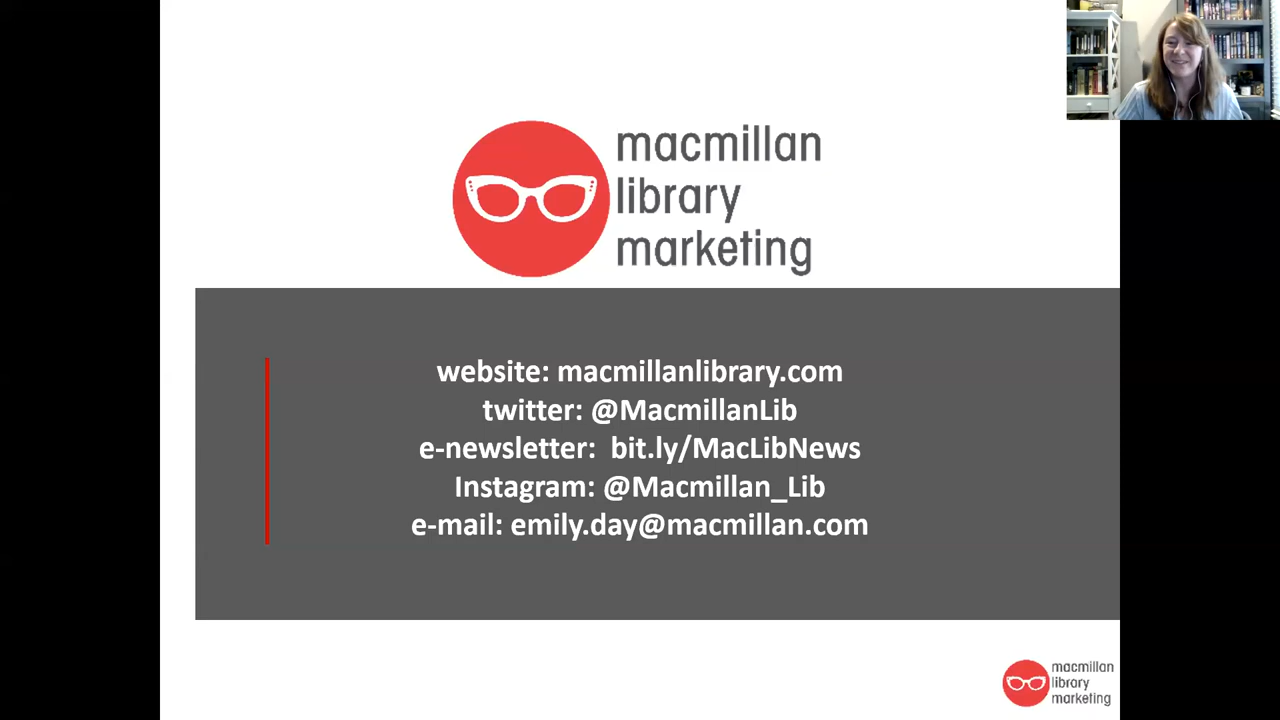 macmillan
library
marketing
website: macmillanlibrary.com
twitter: @MacmillanLib
e-newsletter:  bit.ly/MacLibNews
Instagram: @Macmillan_Lib
e-mail: emily.day@macmillan.com
macmillan
library
marketing